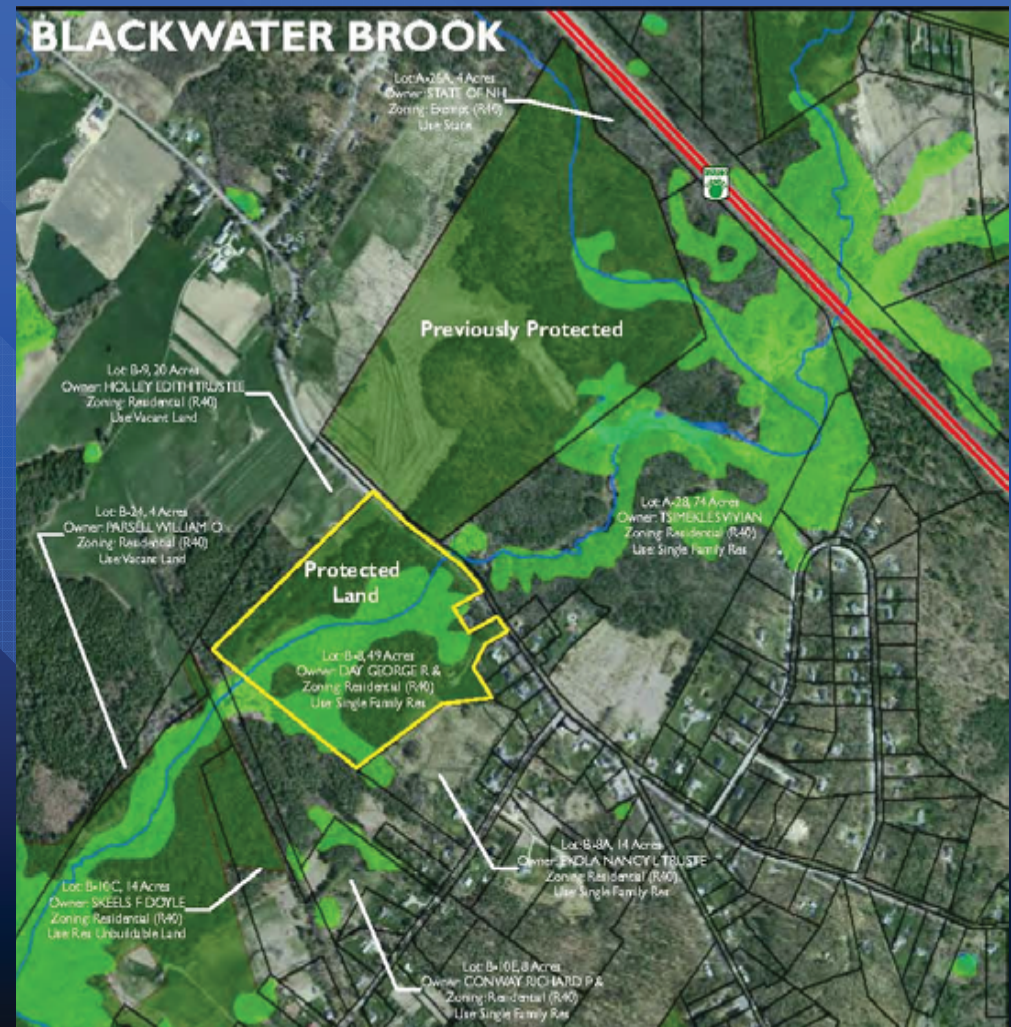 BLACKWATER BROOK
Lot: A-26A, 4 Acres
Owner: STATE OF NH
Zoning: Exempt (R40)
Use: State
Previously Protected
Lot: B-9, 20 Acres
Owner: HOLLEY EDITH TRUSTEE
Zoning: Residential (R40)
Use: Vacant Land
Lot: B-24, 4 Acres
Owner: PARSELL WILLIAM O
Zoning: Residential (R40)
Use: Vacant Land
Lot: A-28, 74 Acres
Owner: TSIMEKLES VIVIAN
Zoning: Residential (R40)
Use: Single Family Res
Protected
Land
Lot: B-8, 49 Acres
Owner: DAY GEORGE R &
Zoning: Residential (R40)
Use: Single Family Res
Lot: B-8A, 14 Acres
Owner: EKOLA NANCY L TRUSTE
Zoning: Residential (R40)
Use: Single Family Res
Lot: B-10C, 14 Acres
Owner: SKEELS F DOYLE
Zoning: Residential (R40)
Use: Res Unbuildable Land
Lot: B-10E, 8 Acres
Owner: CONWAY RICHARD P &
Zoning: Residential (R40)
Use: Single Family Res